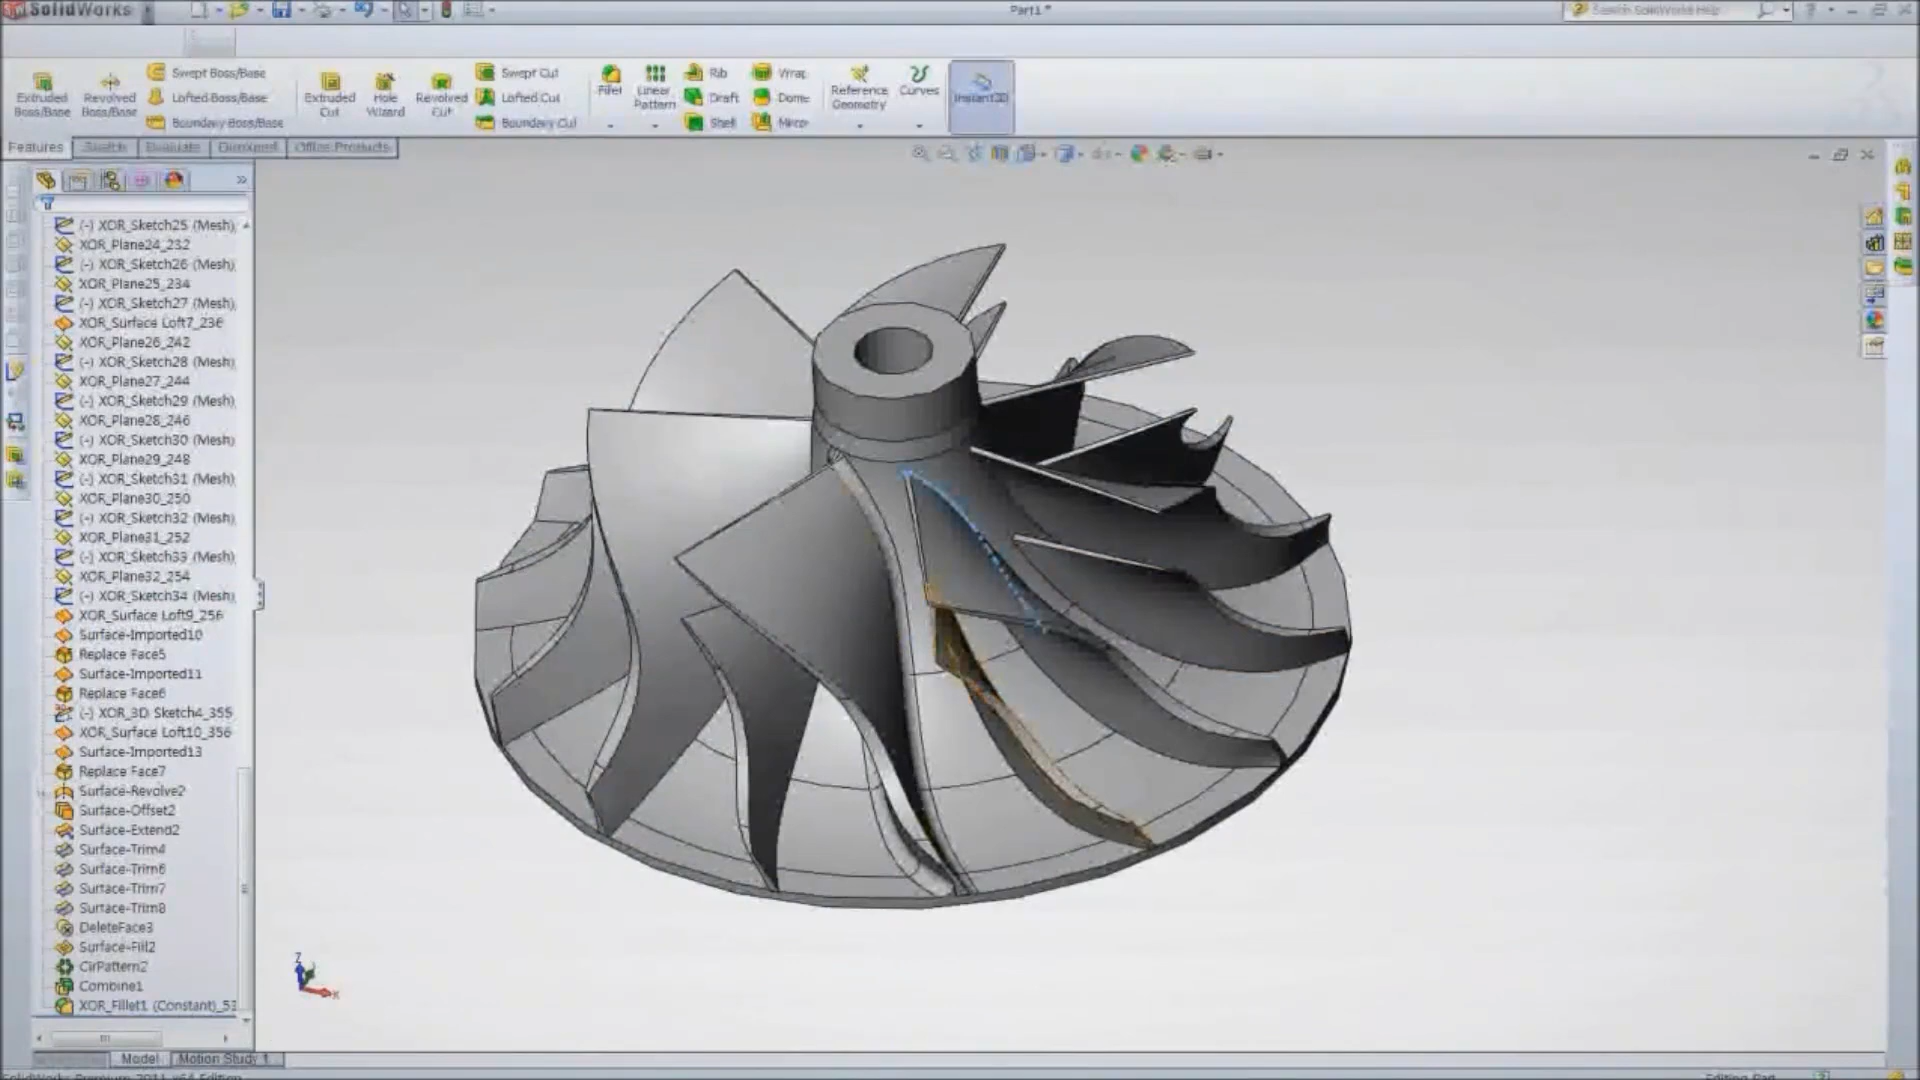 SolidWorks
Part1 *
Search SolidWorks Help
Extruded Boss/Base
Revolved Boss/Base
Swept Boss/Base
Lofted Boss/Base
Boundary Boss/Base
Extruded Cut
Hole Wizard
Revolved Cut
Swept Cut
Lofted Cut
Boundary Cut
Fillet
Linear Pattern
Rib
Draft
Shell
Wrap
Dome
Mirror
Reference Geometry
Curves
Instant3D
Features
Sketch
Evaluate
DimXpert
Office Products
(-) XOR_Sketch25 (Mesh)
XOR_Plane24_232
(-) XOR_Sketch26 (Mesh)
XOR_Plane25_234
(-) XOR_Sketch27 (Mesh)
XOR_Surface Loft7_236
XOR_Plane26_242
(-) XOR_Sketch28 (Mesh)
XOR_Plane27_244
(-) XOR_Sketch29 (Mesh)
XOR_Plane28_246
(-) XOR_Sketch30 (Mesh)
XOR_Plane29_248
(-) XOR_Sketch31 (Mesh)
XOR_Plane30_250
(-) XOR_Sketch32 (Mesh)
XOR_Plane31_252
(-) XOR_Sketch33 (Mesh)
XOR_Plane32_254
(-) XOR_Sketch34 (Mesh)
XOR_Surface Loft9_256
Surface-Imported10
Replace Face5
Surface-Imported11
Replace Face6
(-) XOR_3D Sketch4_355
XOR_Surface Loft10_356
Surface-Imported13
Replace Face7
Surface-Revolve2
Surface-Offset2
Surface-Extend2
Surface-Trim4
Surface-Trim6
Surface-Trim7
Surface-Trim8
DeleteFace3
Surface-Fill2
CirPattern2
Combine1
XOR_Fillet1 (Constant)_53
Z
X
Model
Motion Study 1
SolidWorks Premium 2011 x64 Edition
Editing Part